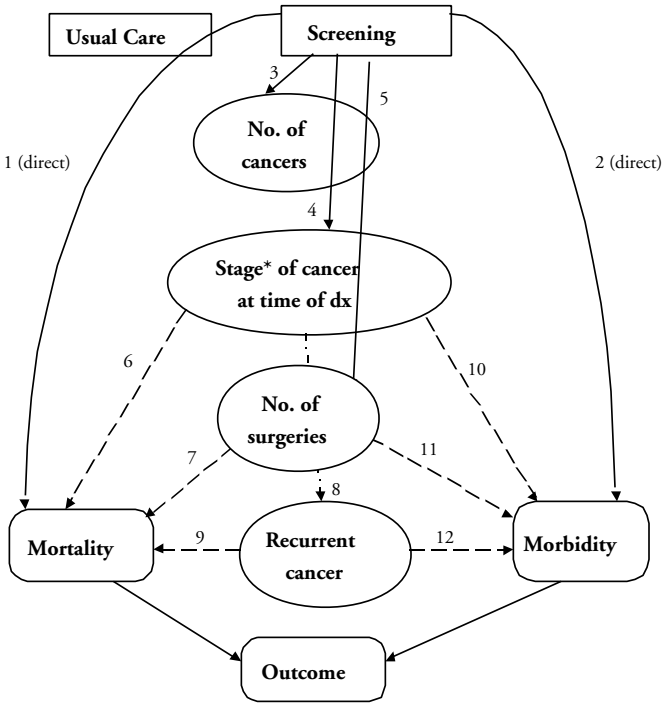 Usual Care
Screening
3
5
No. of
cancers
1 (direct)
2 (direct)
4
Stage* of cancer
at time of dx
6
10
No. of
surgeries
7
11
8
Mortality
9
Recurrent
cancer
12
Morbidity
Outcome